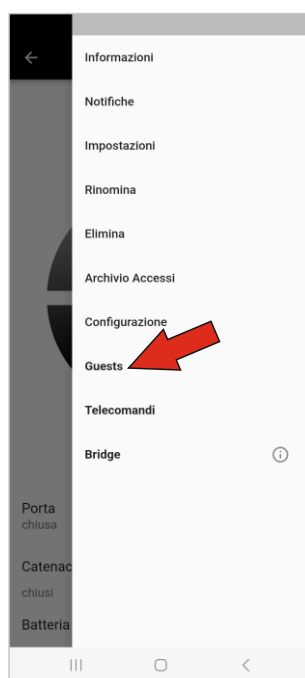 Informazioni
Notifiche
Impostazioni
Rinomina
Elimina
Archivio Accessi
Configurazione
Guests
Telecomandi
Bridge
Porta
chiusa
Catenac
chiusi
Batteria